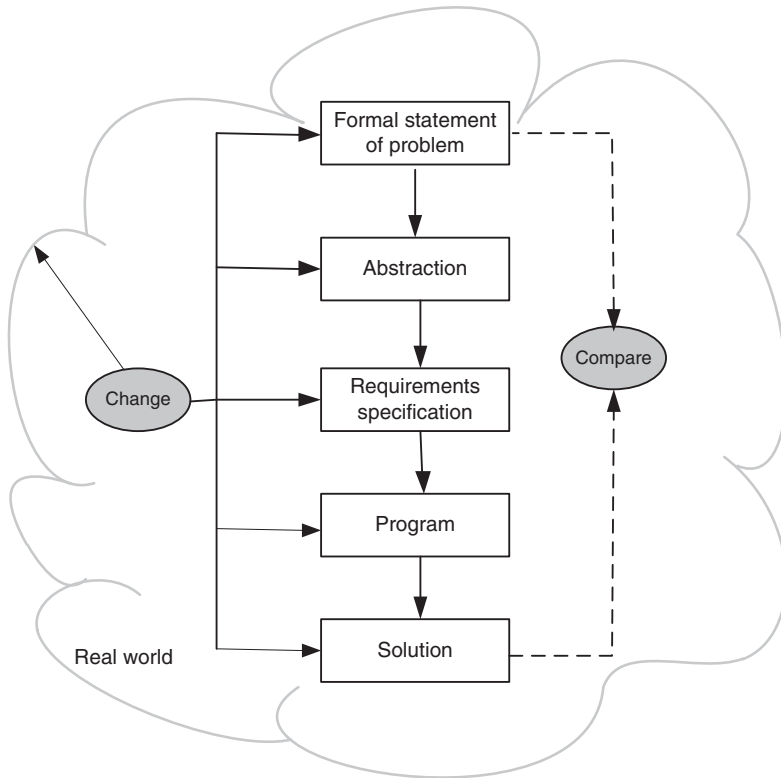 Formal statement
of problem
Abstraction
Compare
Change
Requirements
specification
Program
Solution
Real world